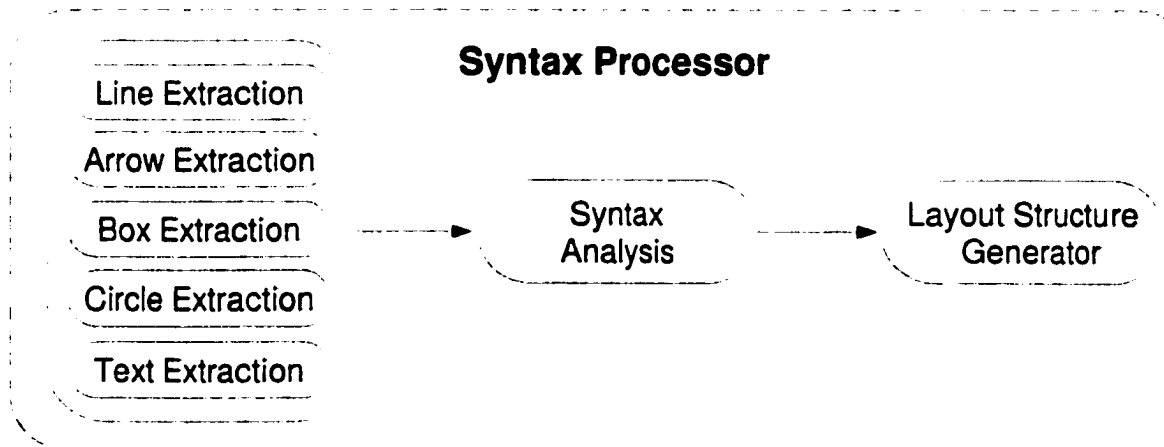 Syntax Processor
Line Extraction
Arrow Extraction
Box Extraction
Circle Extraction
Text Extraction
Syntax
Analysis
Layout Structure
Generator